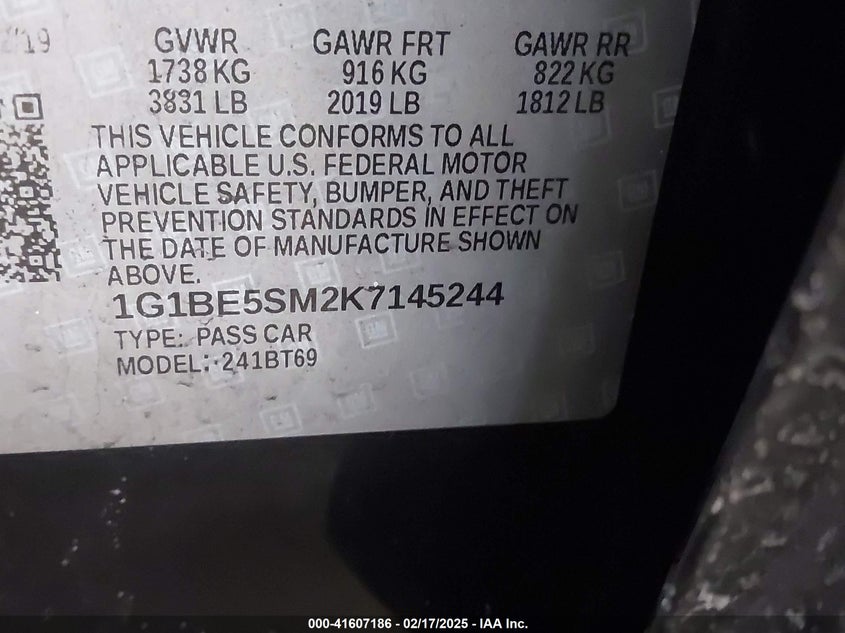 2/19
GVWR GAWR FRT GAWR RR
1738 KG 916 KG 822 KG
3831 LB 2019 LB 1812 LB
THIS VEHICLE CONFORMS TO ALL
APPLICABLE U.S. FEDERAL MOTOR
VEHICLE SAFETY, BUMPER, AND THEFT
PREVENTION STANDARDS IN EFFECT ON
THE DATE OF MANUFACTURE SHOWN
ABOVE.
1G1BE5SM2K7145244
TYPE: PASS CAR
MODEL: 241BT69
000-41607186 - 02/17/2025 - IAA Inc.